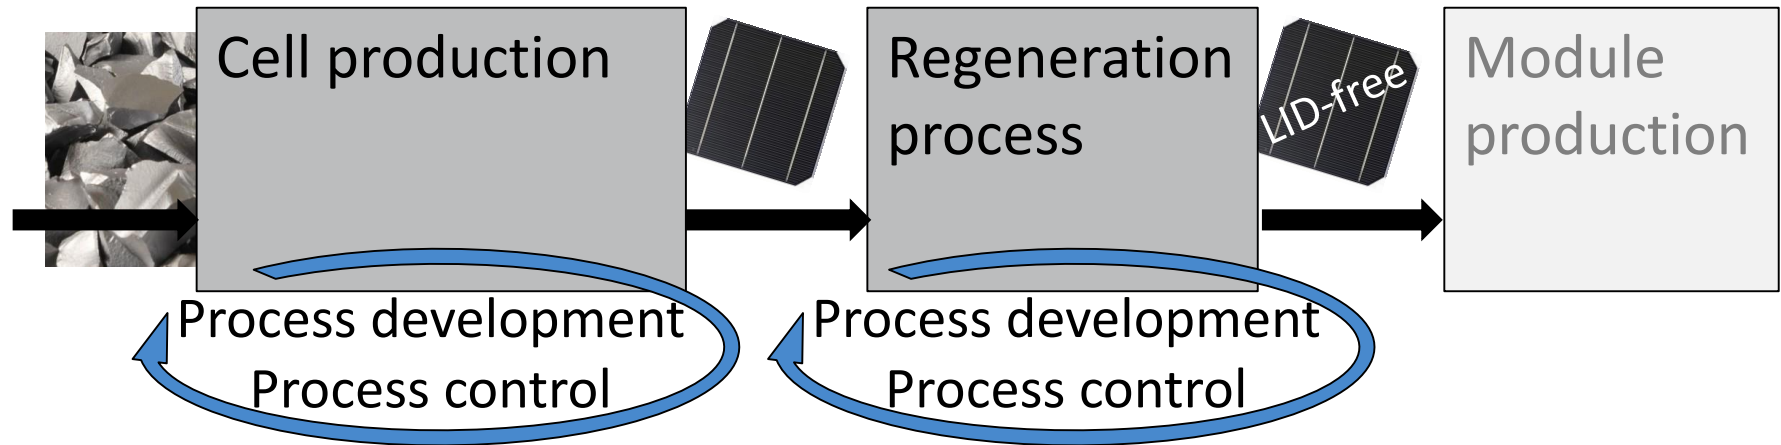 Cell production
Regeneration
process
LID-free
Module
production
Process development
Process control
Process development
Process control